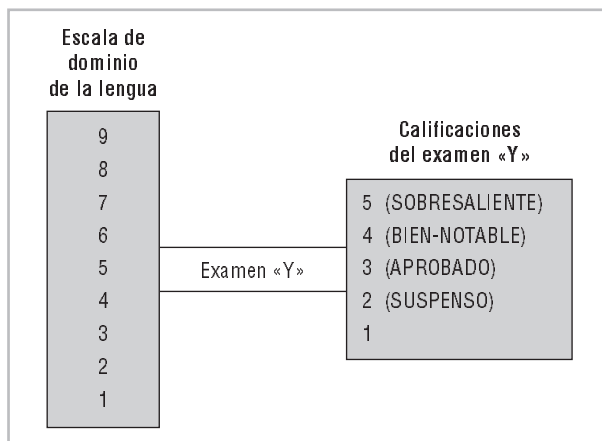 Escala de
dominio
de la lengua
9
8
7
6
5
4
3
2
1
Examen «Y»
Calificaciones
del examen «Y»
5 (SOBRESALIENTE)
4 (BIEN-NOTABLE)
3 (APROBADO)
2 (SUSPENSO)
1